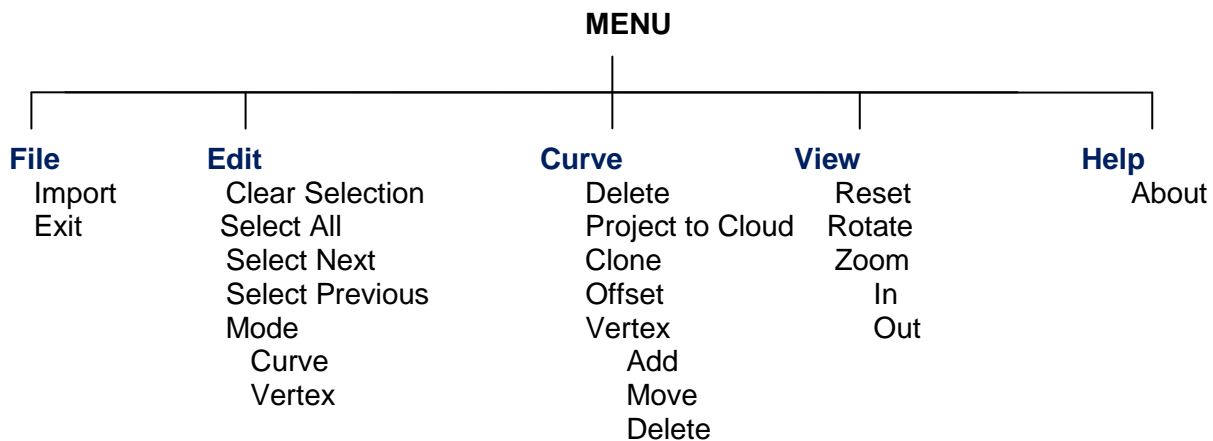 MENU
File
Import
Exit
Edit
Clear Selection
Select All
Select Next
Select Previous
Mode
Curve
Vertex
Curve
Delete
Project to Cloud
Clone
Offset
Vertex
Add
Move
Delete
View
Reset
Rotate
Zoom
In
Out
Help
About